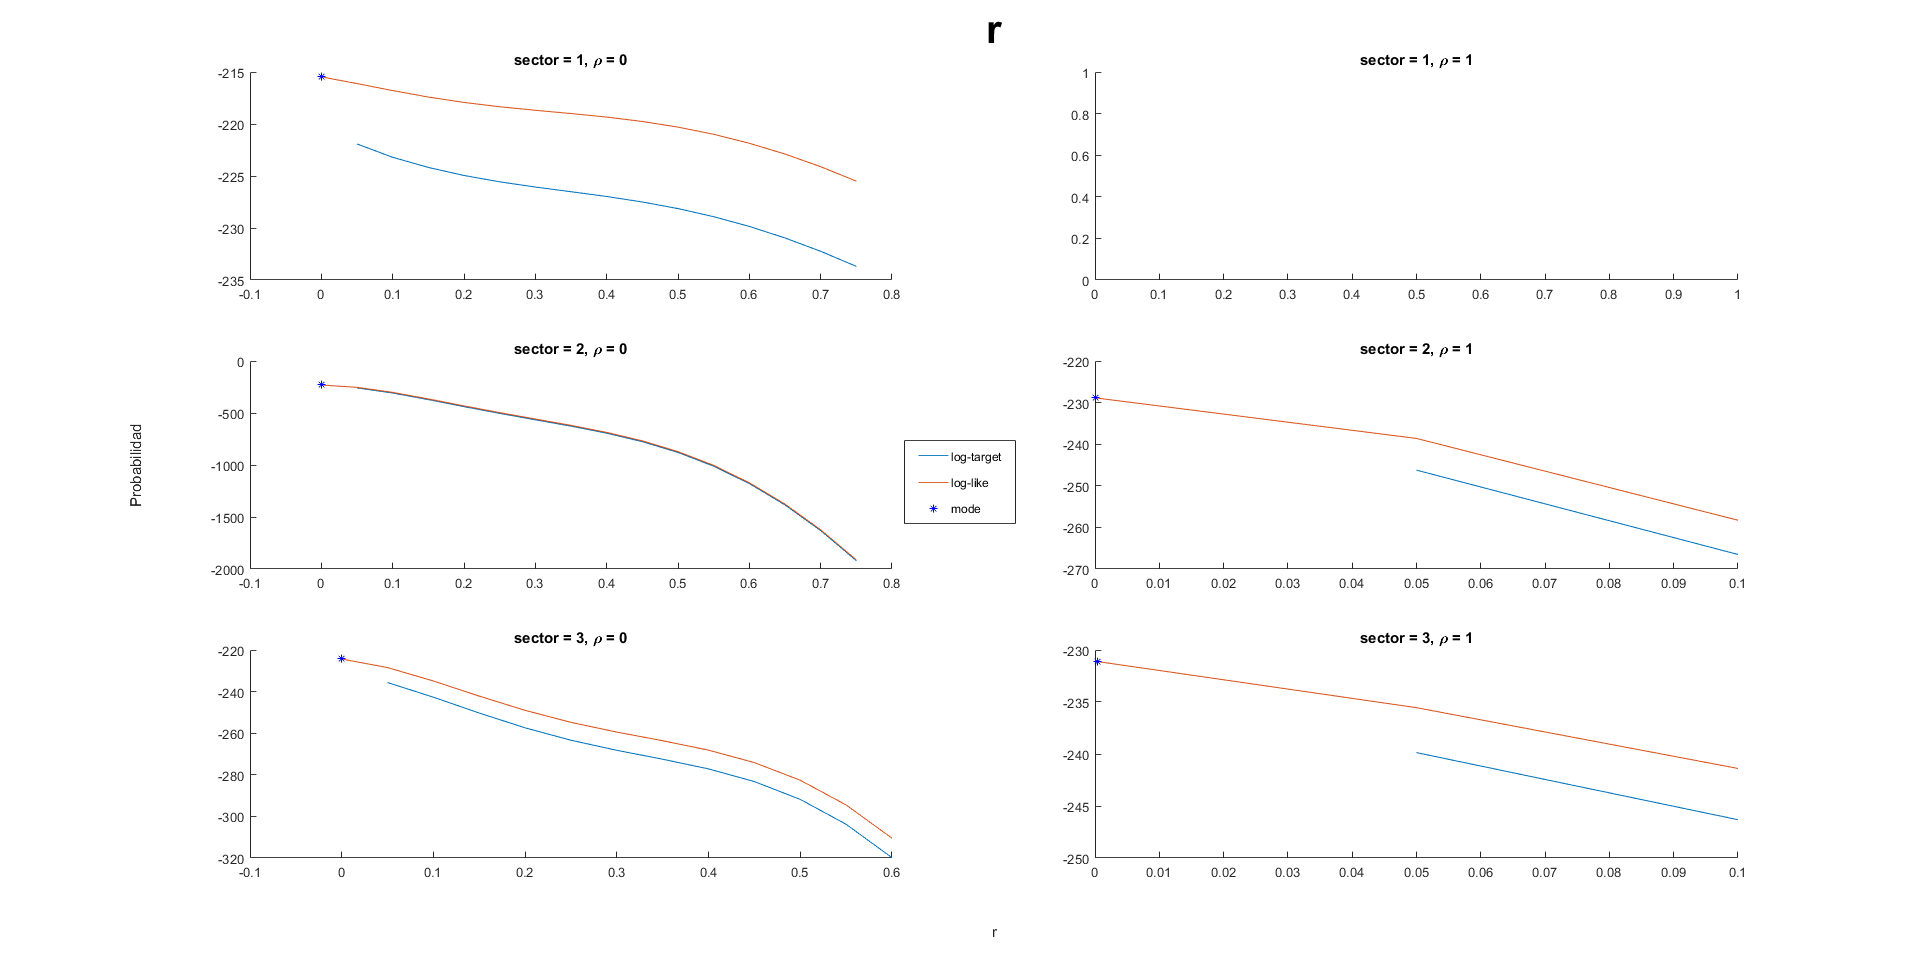 r
sector = 1, ρ = 0
-215
-220
-225
-230
-235
-0.1 0 0.1 0.2 0.3 0.4 0.5 0.6 0.7 0.8
sector = 1, ρ = 1
1
0.8
0.6
0.4
0.2
0
0 0.1 0.2 0.3 0.4 0.5 0.6 0.7 0.8 0.9 1
sector = 2, ρ = 0
0
-500
-1000
-1500
-2000
-0.1 0 0.1 0.2 0.3 0.4 0.5 0.6 0.7 0.8
Probabilidad
log-target
log-like
mode
sector = 2, ρ = 1
-220
-230
-240
-250
-260
-270
0 0.01 0.02 0.03 0.04 0.05 0.06 0.07 0.08 0.09 0.1
sector = 3, ρ = 0
-220
-240
-260
-280
-300
-320
-0.1 0 0.1 0.2 0.3 0.4 0.5 0.6
sector = 3, ρ = 1
-230
-235
-240
-245
-250
0 0.01 0.02 0.03 0.04 0.05 0.06 0.07 0.08 0.09 0.1
r